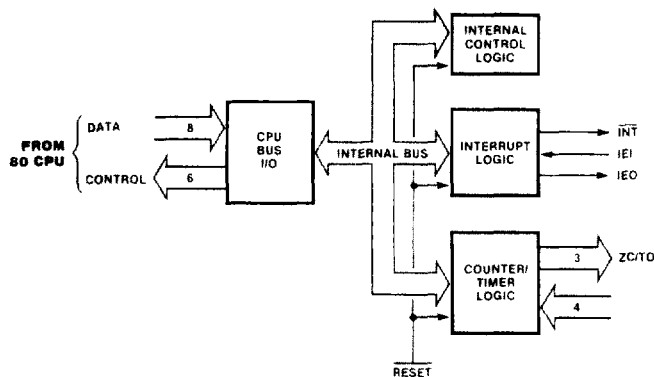 INTERNAL
CONTROL
LOGIC
DATA
8
CPU
BUS
I/O
FROM
80 CPU
CONTROL
6
INTERNAL BUS
INTERRUPT
LOGIC
INT
IEI
IEO
COUNTER/
TIMER
LOGIC
3
ZC/TO
4
RESET